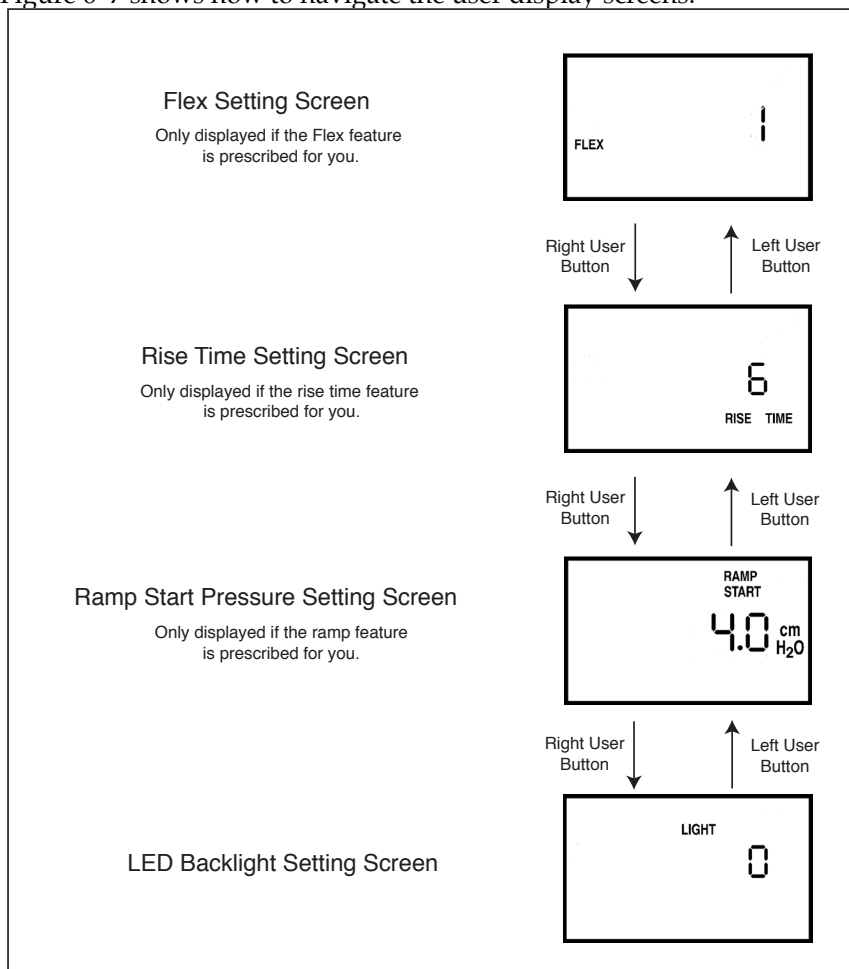 Figure 6-7 shows how to navigate the user display screens.
Flex Setting Screen
Only displayed if the Flex feature
is prescribed for you.
FLEX
1
Right User
Button
Left User
Button
Rise Time Setting Screen
Only displayed if the rise time feature
is prescribed for you.
6
RISE TIME
Right User
Button
Left User
Button
Ramp Start Pressure Setting Screen
Only displayed if the ramp feature
is prescribed for you.
RAMP
START
4.0 cm
H₂O
Right User
Button
Left User
Button
LED Backlight Setting Screen
LIGHT
0